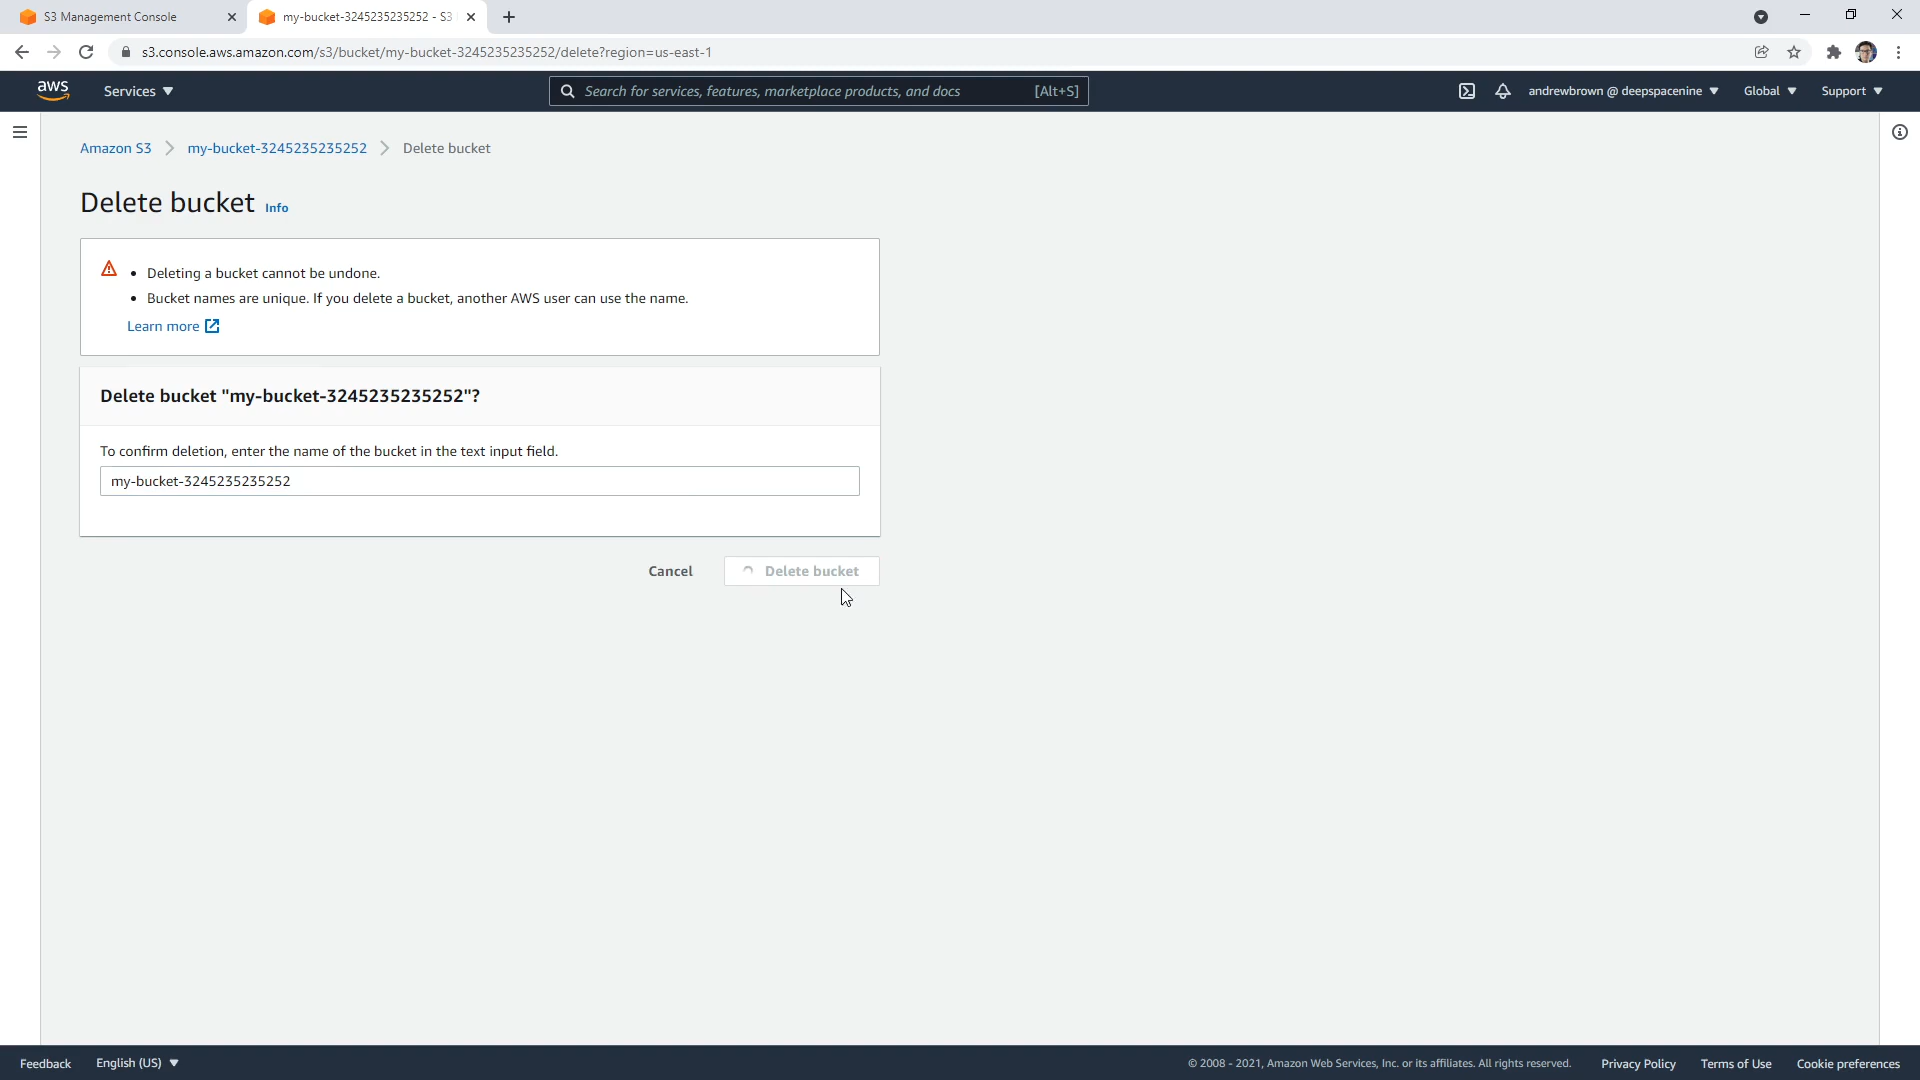 S3 Management Console
my-bucket-3245235235252 - S3
s3.console.aws.amazon.com/s3/bucket/my-bucket-3245235235252/delete?region=us-east-1
aws
Services
Search for services, features, marketplace products, and docs
[Alt+S]
andrewbrown @ deepspacenine
Global
Support
Amazon S3
my-bucket-3245235235252
Delete bucket
Delete bucket Info
• Deleting a bucket cannot be undone.
• Bucket names are unique. If you delete a bucket, another AWS user can use the name.
Learn more
Delete bucket "my-bucket-3245235235252"?
To confirm deletion, enter the name of the bucket in the text input field.
my-bucket-3245235235252
Cancel
Delete bucket
Feedback
English (US)
© 2008 - 2021, Amazon Web Services, Inc. or its affiliates. All rights reserved.
Privacy Policy
Terms of Use
Cookie preferences